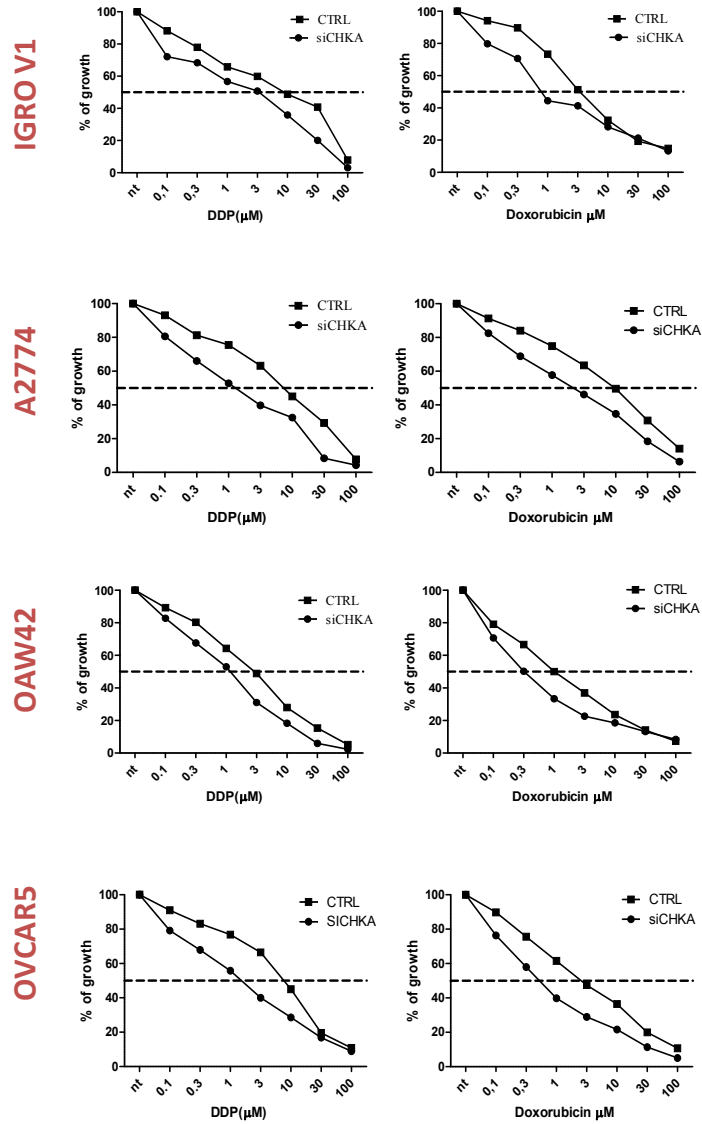 IGRO V1
% of growth
100
80
60
40
20
0
nt
0,1
0,3
1
3
10
30
100
DDP(µM)
CTRL
siCHKA
% of growth
100
80
60
40
20
0
nt
0,1
0,3
1
3
10
30
100
Doxorubicin µM
CTRL
siCHKA
A2774
% of growth
100
80
60
40
20
0
nt
0,1
0,3
1
3
10
30
100
DDP(µM)
CTRL
siCHKA
% of growth
100
80
60
40
20
0
nt
0,1
0,3
1
3
10
30
100
Doxorubicin µM
CTRL
siCHKA
OAW42
% of growth
100
80
60
40
20
0
nt
0,1
0,3
1
3
10
30
100
DDP(µM)
CTRL
siCHKA
% of growth
100
80
60
40
20
0
nt
0,1
0,3
1
3
10
30
100
Doxorubicin µM
CTRL
siCHKA
OVCAR5
% of growth
100
80
60
40
20
0
nt
0,1
0,3
1
3
10
30
100
DDP(µM)
CTRL
SICHKA
% of growth
100
80
60
40
20
0
nt
0,1
0,3
1
3
10
30
100
Doxorubicin µM
CTRL
siCHKA